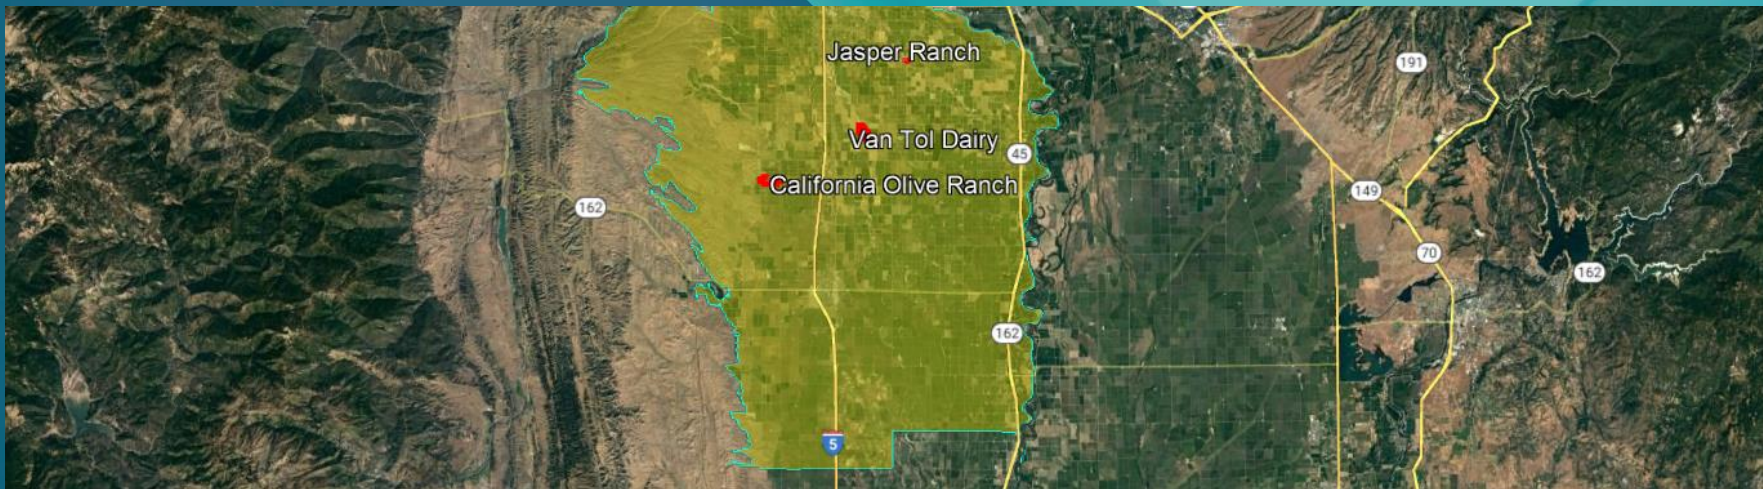 Jasper Ranch
191
Van Tol Dairy
45
California Olive Ranch
149
162
70
162
162
5